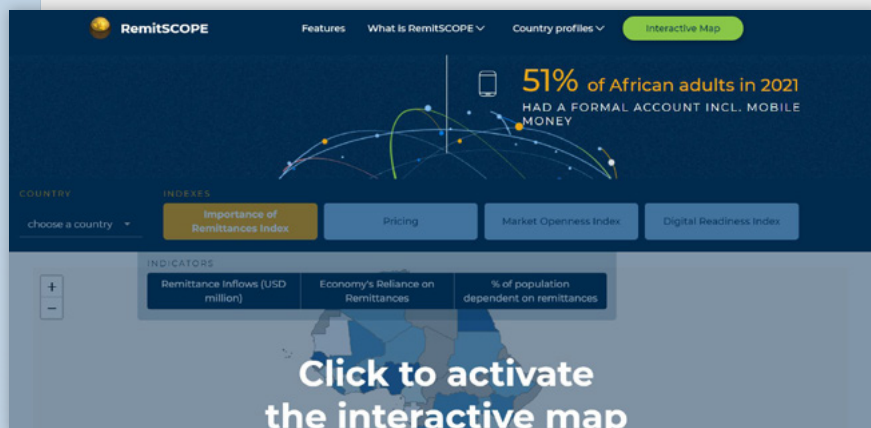 RemitSCOPE
Features
What is RemitSCOPE
Country profiles
Interactive Map
51% of African adults in 2021
HAD A FORMAL ACCOUNT INCL. MOBILE
MONEY
COUNTRY
choose a country
INDEXES
Importance of
Remittances Index
Pricing
Market Openness Index
Digital Readiness Index
INDICATORS
Remittance Inflows (USD
million)
Economy's Reliance on
Remittances
% of population
dependent on remittances
+
−
Click to activate
the interactive map